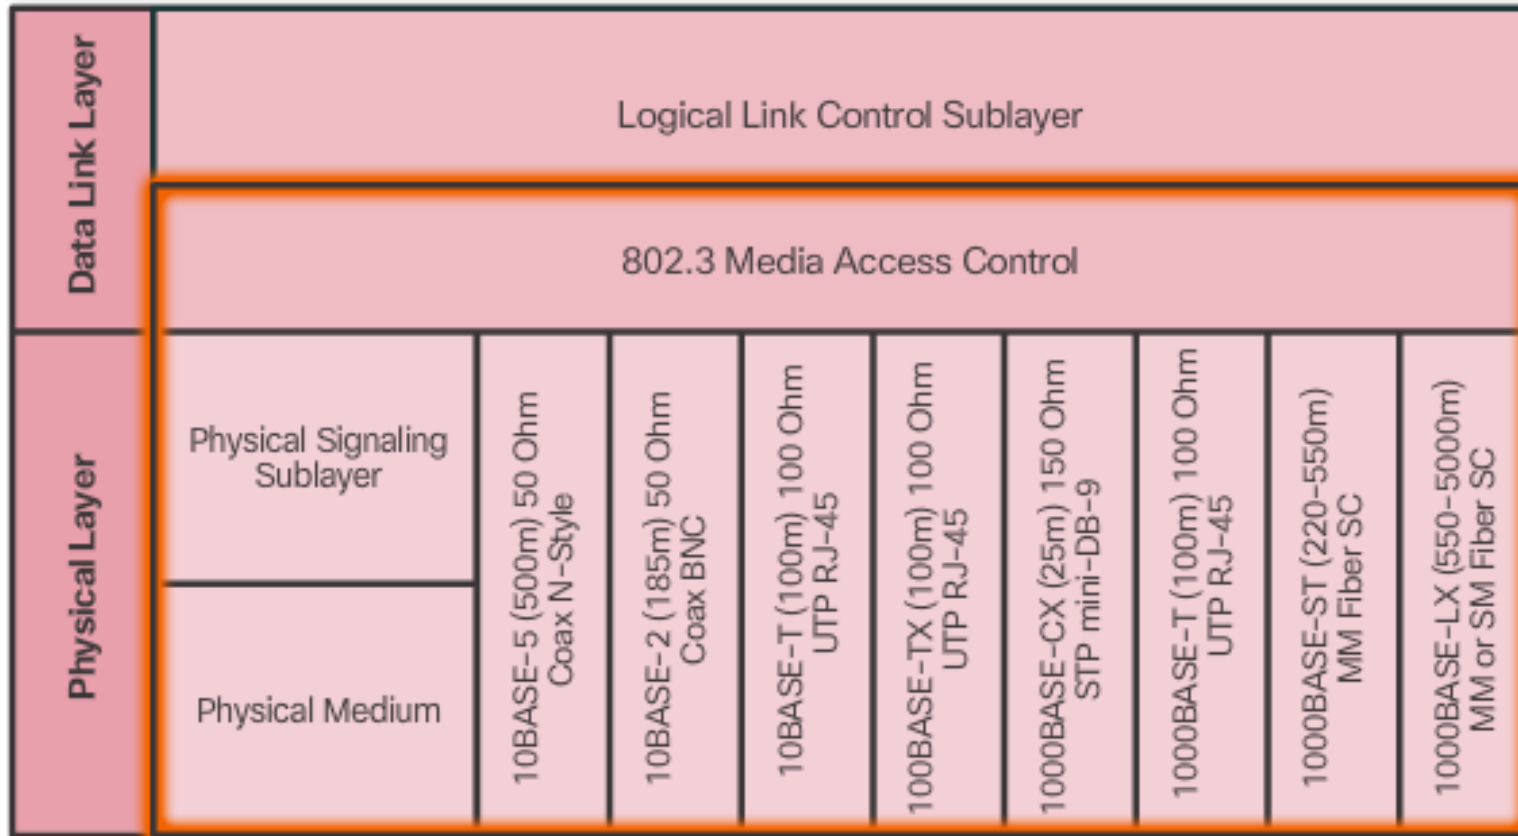 Data Link Layer
Logical Link Control Sublayer
802.3 Media Access Control
Physical Layer
Physical Signaling
Sublayer
Physical Medium
10BASE-5 (500m) 50 Ohm
Coax N-Style
10BASE-2 (185m) 50 Ohm
Coax BNC
10BASE-T (100m) 100 Ohm
UTP RJ-45
100BASE-TX (100m) 100 Ohm
UTP RJ-45
1000BASE-CX (25m) 150 Ohm
STP mini-DB-9
1000BASE-T (100m) 100 Ohm
UTP RJ-45
1000BASE-ST (220-550m)
MM Fiber SC
1000BASE-LX (550-5000m)
MM or SM Fiber SC